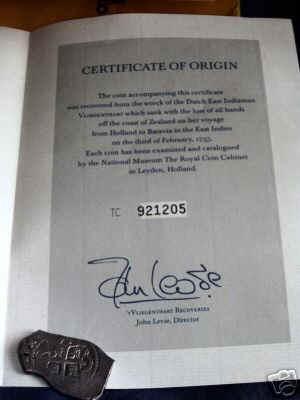 CERTIFICATE OF ORIGIN
The coin accompanying this certificate
was recovered from the wreck of the Dutch East Indiaman
VLIEGENTHART which sank with the loss of all hands
off the coast of Zealand on her voyage
from Holland to Batavia in the East Indies
on the third of February, 1735.
Each coin has been examined and catalogued
by the National Museum The Royal Coin Cabinet
in Leyden, Holland.
TC 921205
'tVLIEGENTHART RECOVERIES
John Levie, Director